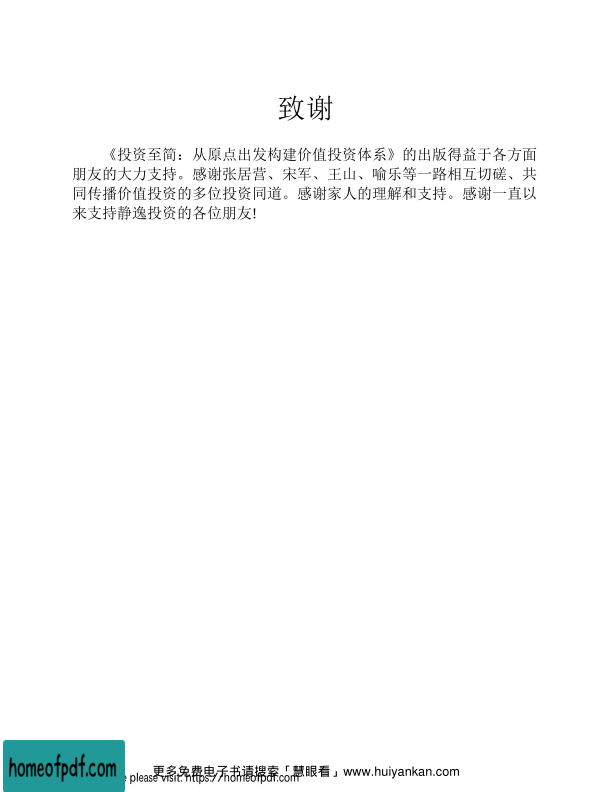 致谢
《投资至简：从原点出发构建价值投资体系》的出版得益于各方面
朋友的大力支持。感谢张居营、宋军、王山、喻乐等一路相互切磋、共
同传播价值投资的多位投资同道。感谢家人的理解和支持。感谢一直以
来支持静逸投资的各位朋友!
homeofpdf.com
更多免费电子书请搜索「慧眼看」www.huiyankan.com
please visit: https://homeofpdf.com